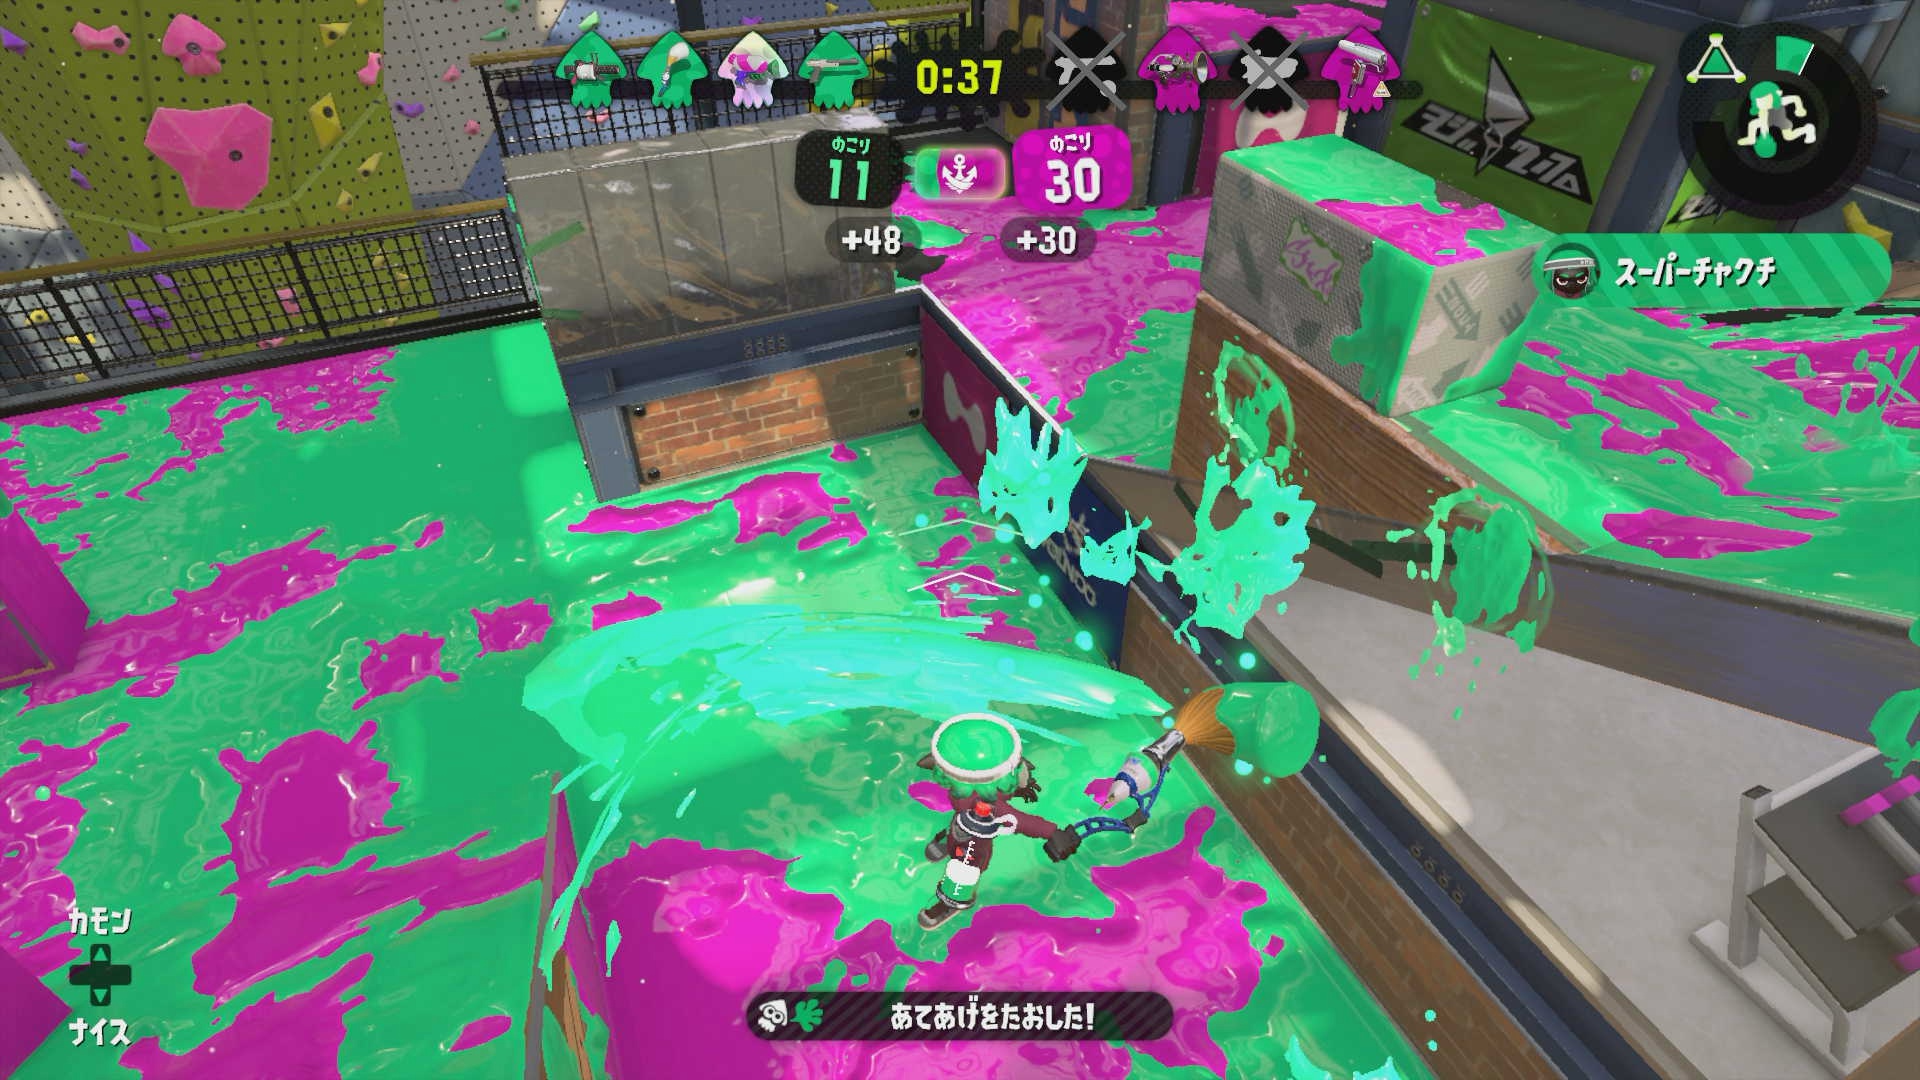 0:37
のこり
11
+48
のこり
30
+30
スーパーチャクチ
カモン
ナイス
あてあげをたおした!